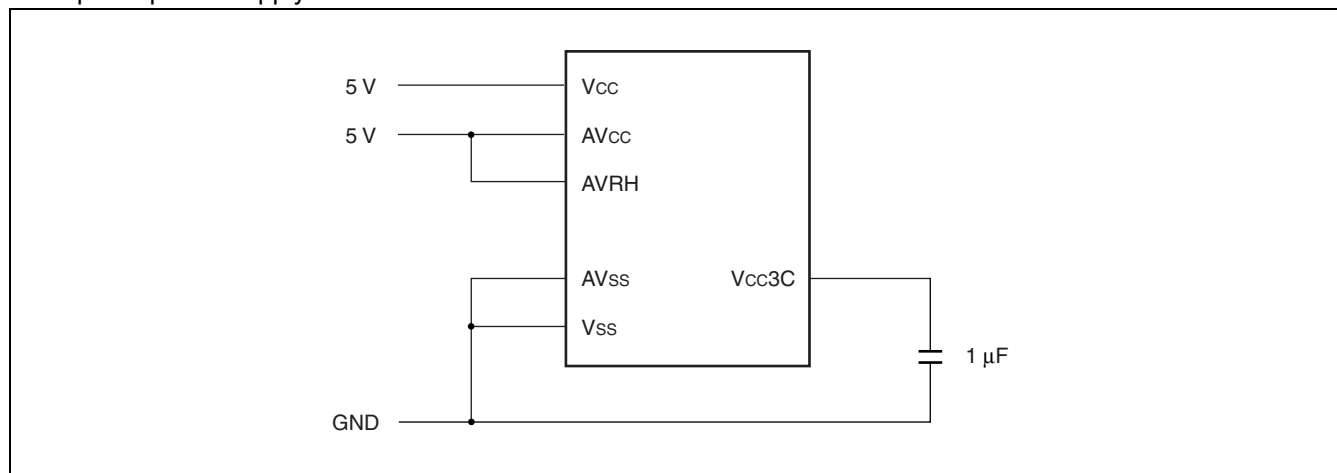 5 V
VCC
5 V
AVCC
AVRH
AVSS
VCC3C
VSS
1 μF
GND